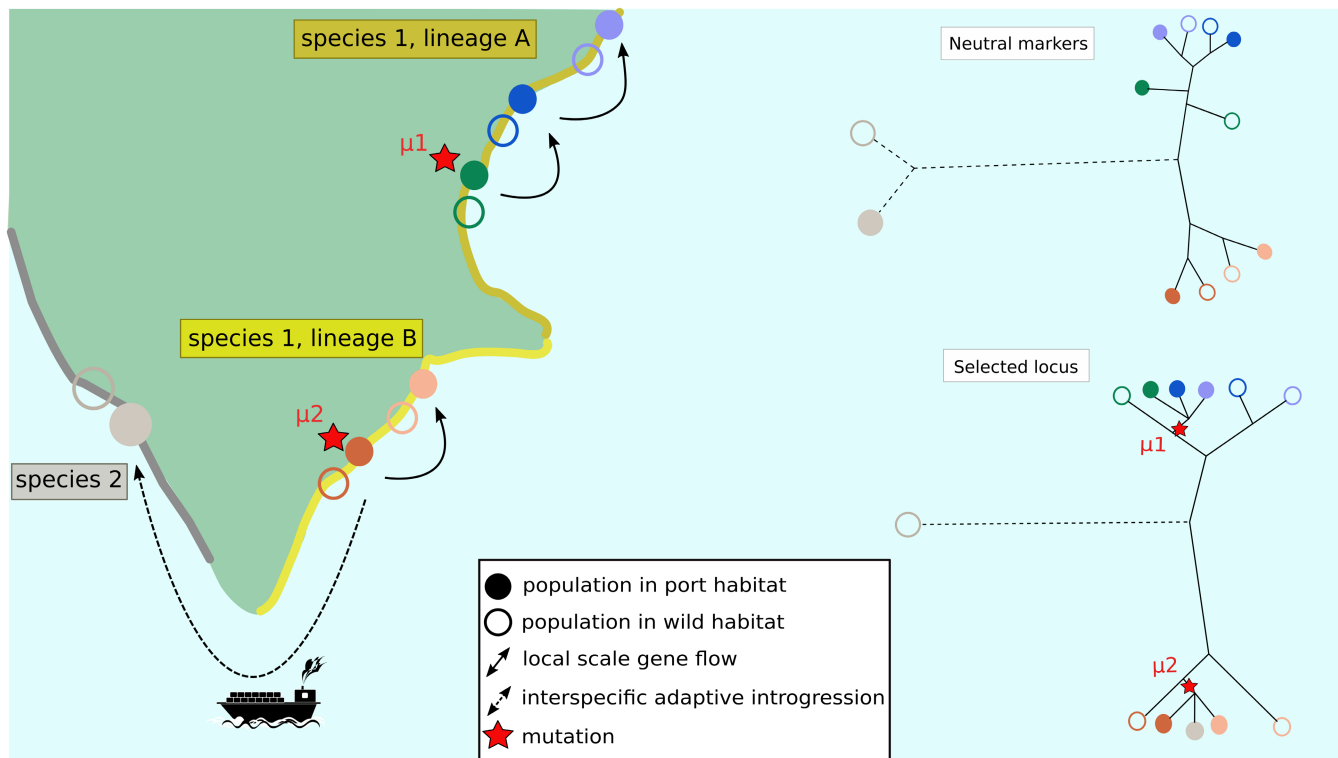 species 1, lineage A
Neutral markers
μ1
species 1, lineage B
μ2
species 2
Selected locus
μ1
μ2
population in port habitat
population in wild habitat
local scale gene flow
interspecific adaptive introgression
mutation